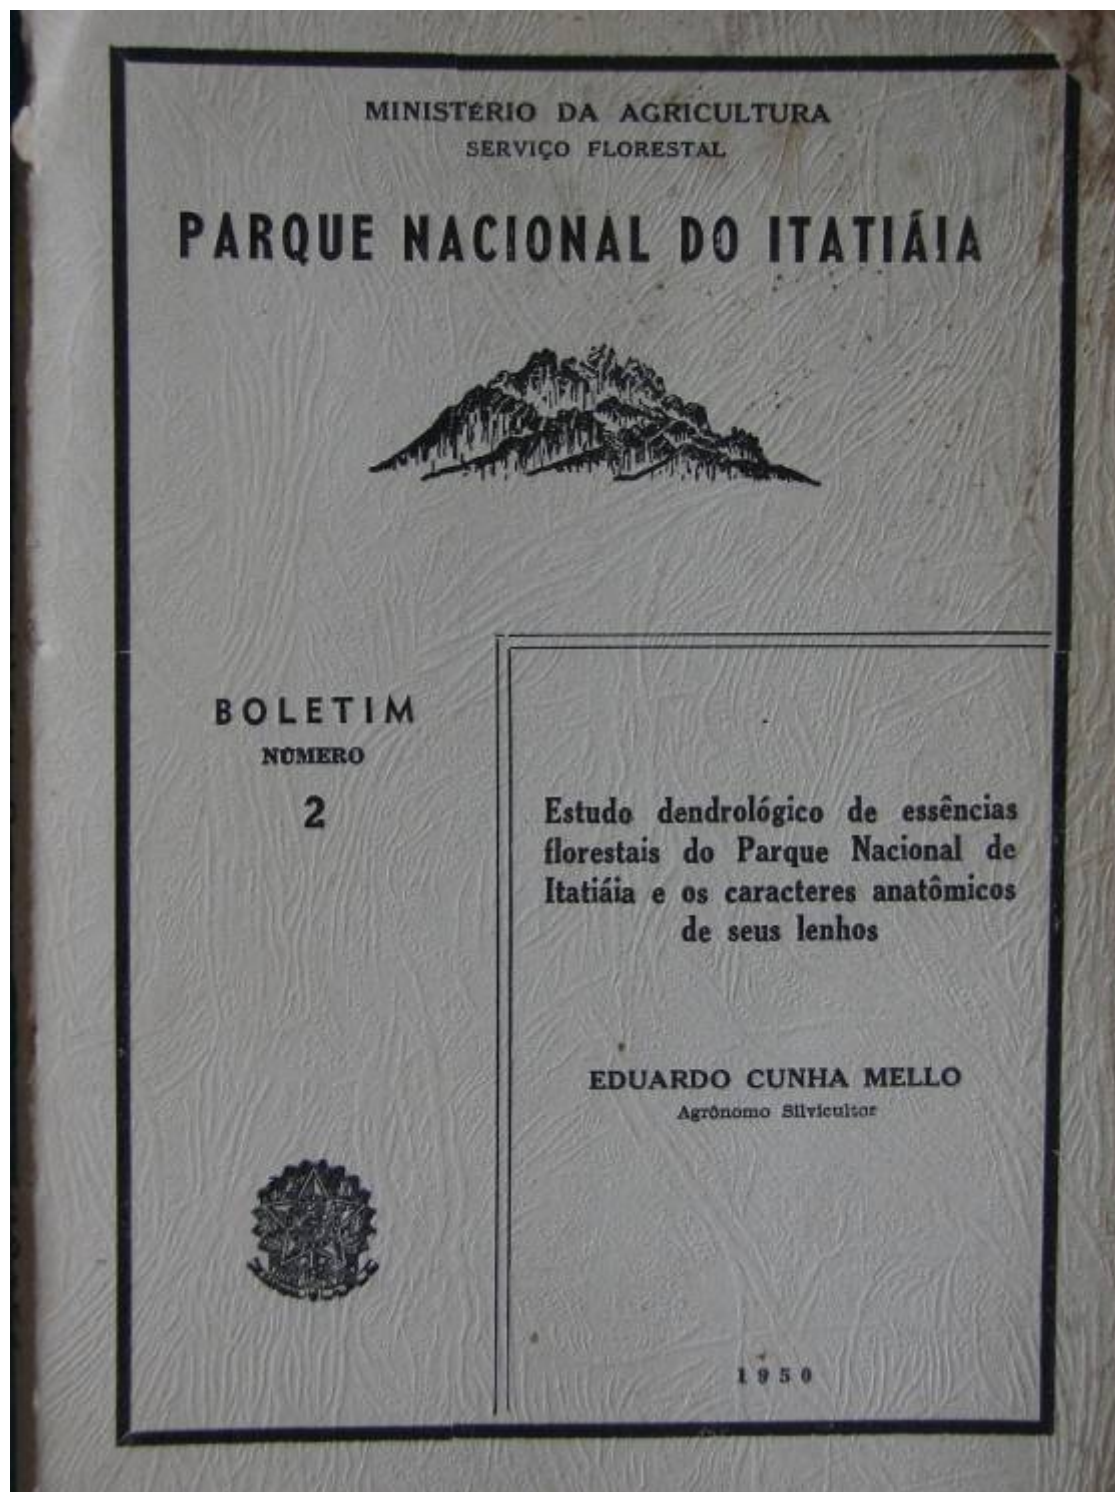 MINISTÉRIO DA AGRICULTURA
SERVIÇO FLORESTAL
PARQUE NACIONAL DO ITATIÁIA
BOLETIM
NÚMERO
2
Estudo dendrológico de essências
florestais do Parque Nacional de
Itatiáia e os caracteres anatômicos
de seus lenhos
EDUARDO CUNHA MELLO
Agrônomo Silvicultor
1950